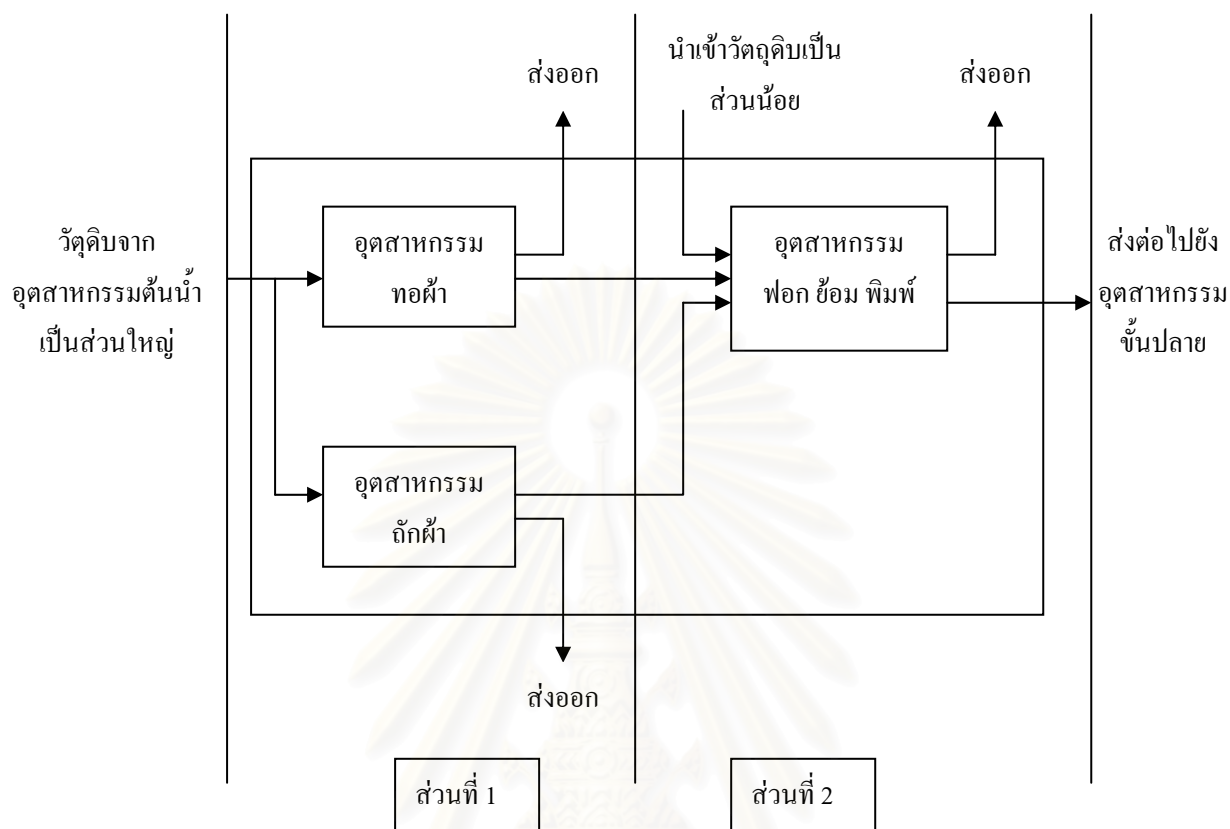 ส่งออก
นำเข้าวัตถุดิบเป็น
ส่วนน้อย
ส่งออก
วัตุดิบจาก
อุตสาหกรรมต้นน้ำ
เป็นส่วนใหญ่
อุตสาหกรรม
ทอผ้า
อุตสาหกรรม
ฟอก ย้อม พิมพ์
ส่งต่อไปยัง
อุตสาหกรรม
ขั้นปลาย
อุตสาหกรรม
ถักผ้า
ส่งออก
ส่วนที่ 1
ส่วนที่ 2